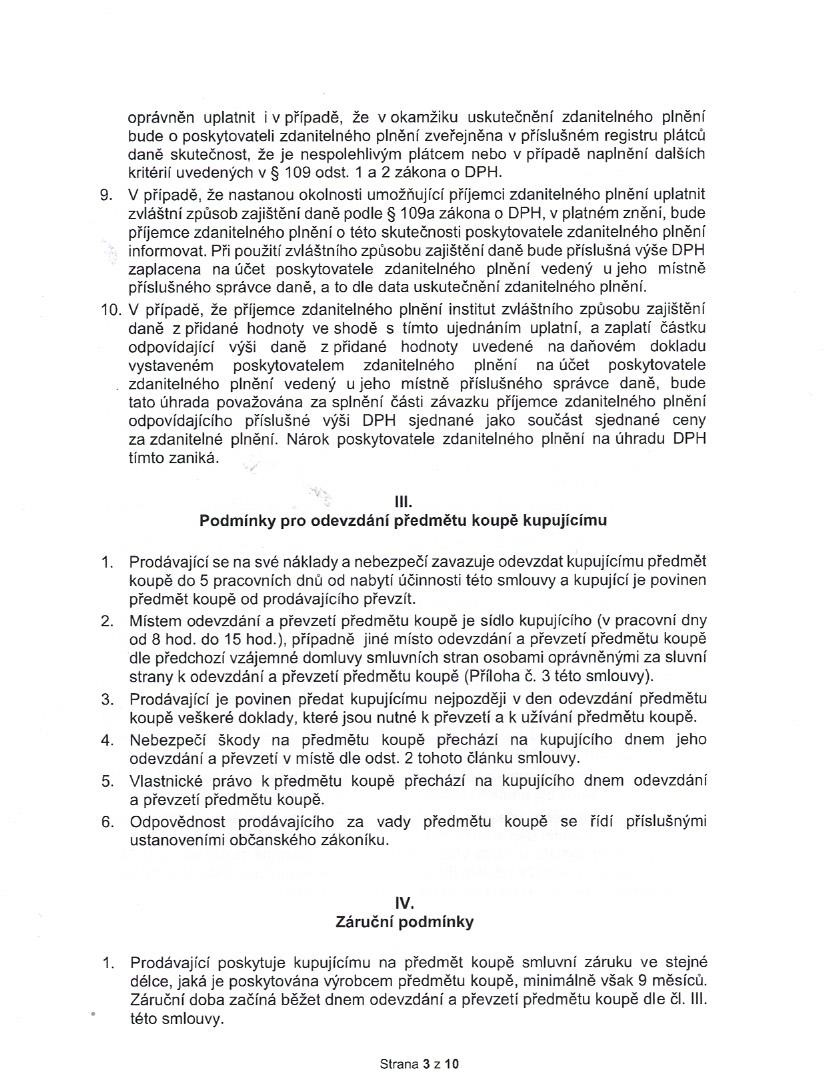 oprávněn uplatnit i v případě, že v okamžiku uskutečnění zdanitelného plnění
bude o poskytovateli zdanitelného plnění zveřejněna v příslušném registru plátců
daně skutečnost, že je nespolehlivým plátcem nebo v případě naplnění dalších
kritérií uvedených v § 109 odst. 1 a 2 zákona o DPH.
9. V případě, že nastanou okolnosti umožňující příjemci zdanitelného plnění uplatnit
zvláštní způsob zajištění daně podle § 109a zákona o DPH, v platném znění, bude
příjemce zdanitelného plnění o této skutečnosti poskytovatele zdanitelného plnění
informovat. Při použití zvláštního způsobu zajištění daně bude příslušná výše DPH
zaplacena na účet poskytovatele zdanitelného plnění vedený u jeho místně
příslušného správce daně, a to dle data uskutečnění zdanitelného plnění.
10. V případě, že příjemce zdanitelného plnění institut zvláštního způsobu zajištění
daně z přidané hodnoty ve shodě s tímto ujednáním uplatní, a zaplatí částku
odpovídající výši daně z přidané hodnoty uvedené na daňovém dokladu
vystaveném poskytovatelem zdanitelného plnění na účet poskytovatele
zdanitelného plnění vedený u jeho místně příslušného správce daně, bude
tato úhrada považována za splnění části závazku příjemce zdanitelného plnění
odpovídajícího příslušné výši DPH sjednané jako součást sjednané ceny
za zdanitelné plnění. Nárok poskytovatele zdanitelného plnění na úhradu DPH
tímto zaniká.
III.
Podmínky pro odevzdání předmětu koupě kupujícímu
1. Prodávající se na své náklady a nebezpečí zavazuje odevzdat kupujícímu předmět
koupě do 5 pracovních dnů od nabytí účinnosti této smlouvy a kupující je povinen
předmět koupě od prodávajícího převzít.
2. Místem odevzdání a převzetí předmětu koupě je sídlo kupujícího (v pracovní dny
od 8 hod. do 15 hod.), případně jiné místo odevzdání a převzetí předmětu koupě
dle předchozí vzájemné domluvy smluvních stran osobami oprávněnými za sluvní
strany k odevzdání a převzetí předmětu koupě (Příloha č. 3 této smlouvy).
3. Prodávající je povinen předat kupujícímu nejpozději v den odevzdání předmětu
koupě veškeré doklady, které jsou nutné k převzetí a k užívání předmětu koupě.
4. Nebezpečí škody na předmětu koupě přechází na kupujícího dnem jeho
odevzdání a převzetí v místě dle odst. 2 tohoto článku smlouvy.
5. Vlastnické právo k předmětu koupě přechází na kupujícího dnem odevzdání
a převzetí předmětu koupě.
6. Odpovědnost prodávajícího za vady předmětu koupě se řídí příslušnými
ustanoveními občanského zákoníku.
IV.
Záruční podmínky
1. Prodávající poskytuje kupujícímu na předmět koupě smluvní záruku ve stejné
délce, jaká je poskytována výrobcem předmětu koupě, minimálně však 9 měsíců.
Záruční doba začíná běžet dnem odevzdání a převzetí předmětu koupě dle čl. III.
této smlouvy.
Strana 3 z 10